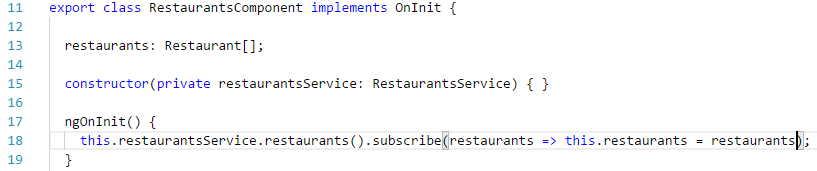 11 export class RestaurantsComponent implements OnInit {
12
13 restaurants: Restaurant[];
14
15 constructor(private restaurantsService: RestaurantsService) { }
16
17 ngOnInit() {
18 this.restaurantsService.restaurants().subscribe(restaurants => this.restaurants = restaurants);
19 }